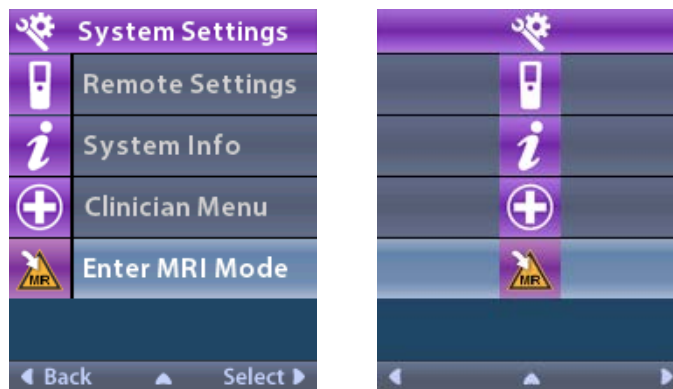 System Settings
Remote Settings
System Info
Clinician Menu
MR Enter MRI Mode
Back Select
MR